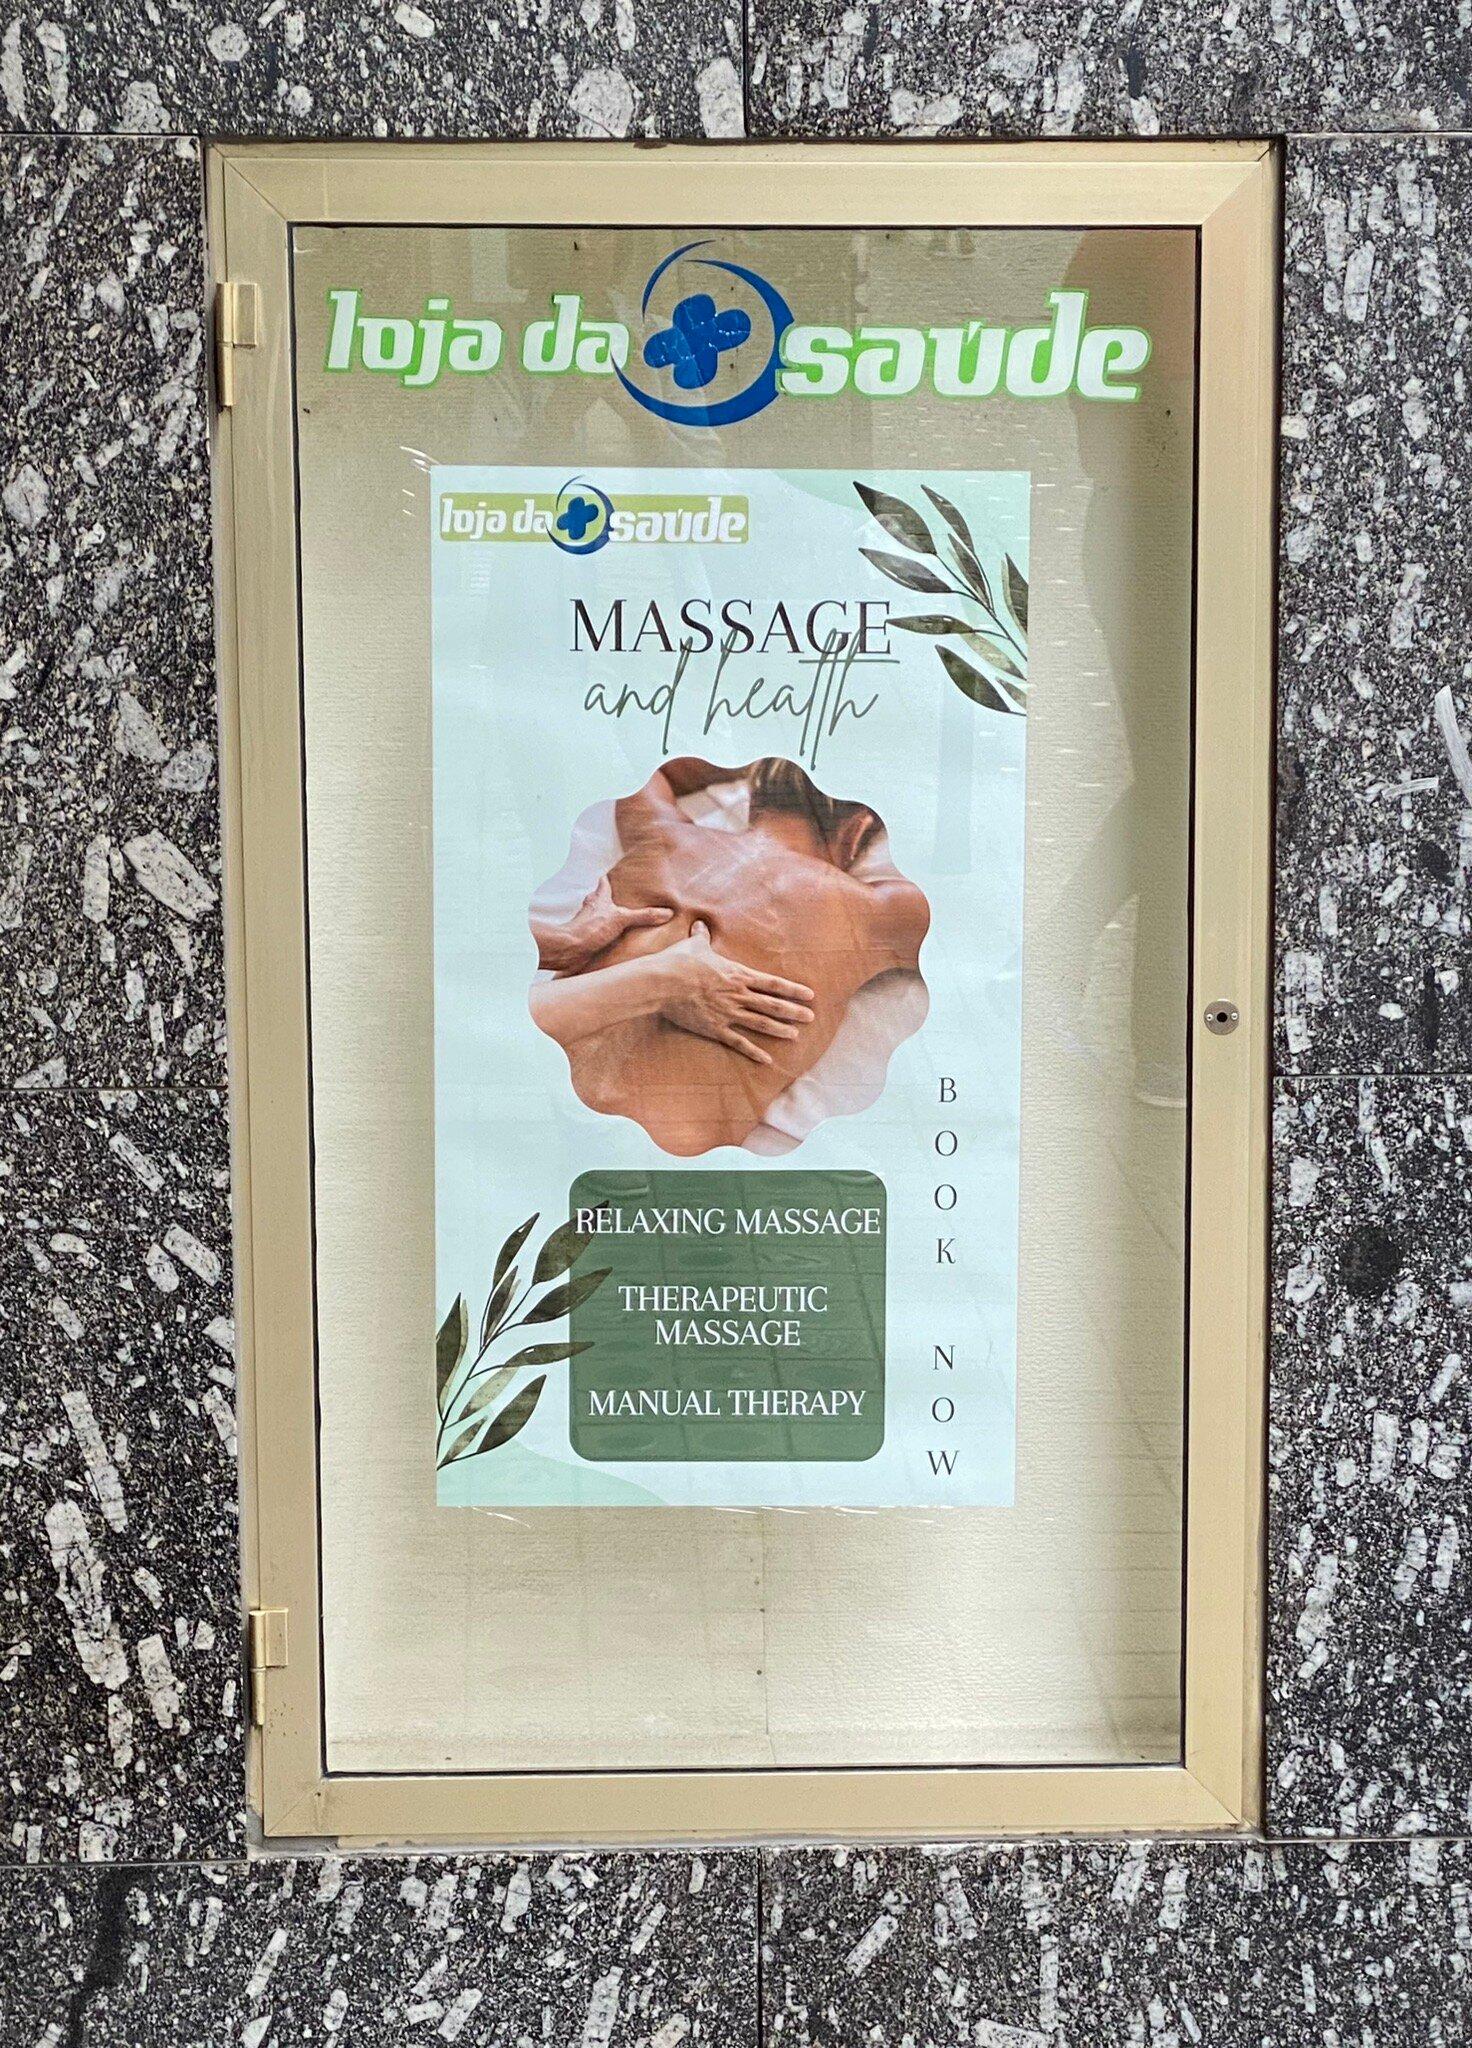 loja da saúde
loja da saúde
MASSAGE
and health
RELAXING MASSAGE
THERAPEUTIC
MASSAGE
MANUAL THERAPY
BOOK NOW